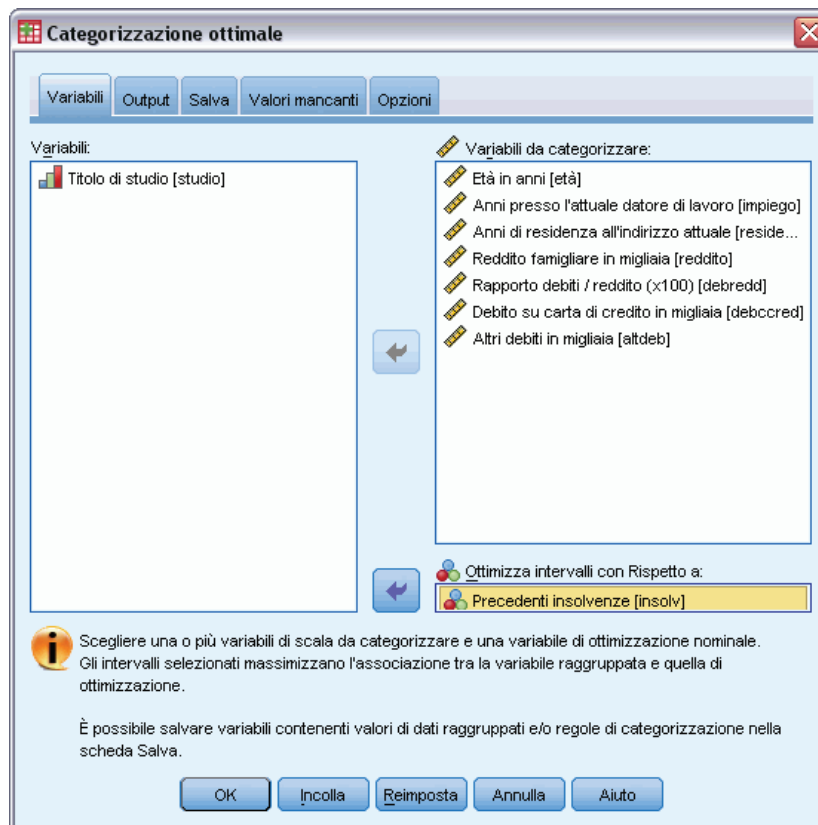 Categorizzazione ottimale
Variabili Output Salva Valori mancanti Opzioni
Variabili:
Titolo di studio [studio]
Variabili da categorizzare:
Età in anni [età]
Anni presso l'attuale datore di lavoro [impiego]
Anni di residenza all'indirizzo attuale [reside...
Reddito famigliare in migliaia [reddito]
Rapporto debiti / reddito (x100) [debredd]
Debito su carta di credito in migliaia [debccred]
Altri debiti in migliaia [altdeb]
Ottimizza intervalli con Rispetto a:
Precedenti insolvenze [insolv]
Scegliere una o più variabili di scala da categorizzare e una variabile di ottimizzazione nominale.
Gli intervalli selezionati massimizzano l'associazione tra la variabile raggruppata e quella di
ottimizzazione.
È possibile salvare variabili contenenti valori di dati raggruppati e/o regole di categorizzazione nella
scheda Salva.
OK Incolla Reimposta Annulla Aiuto